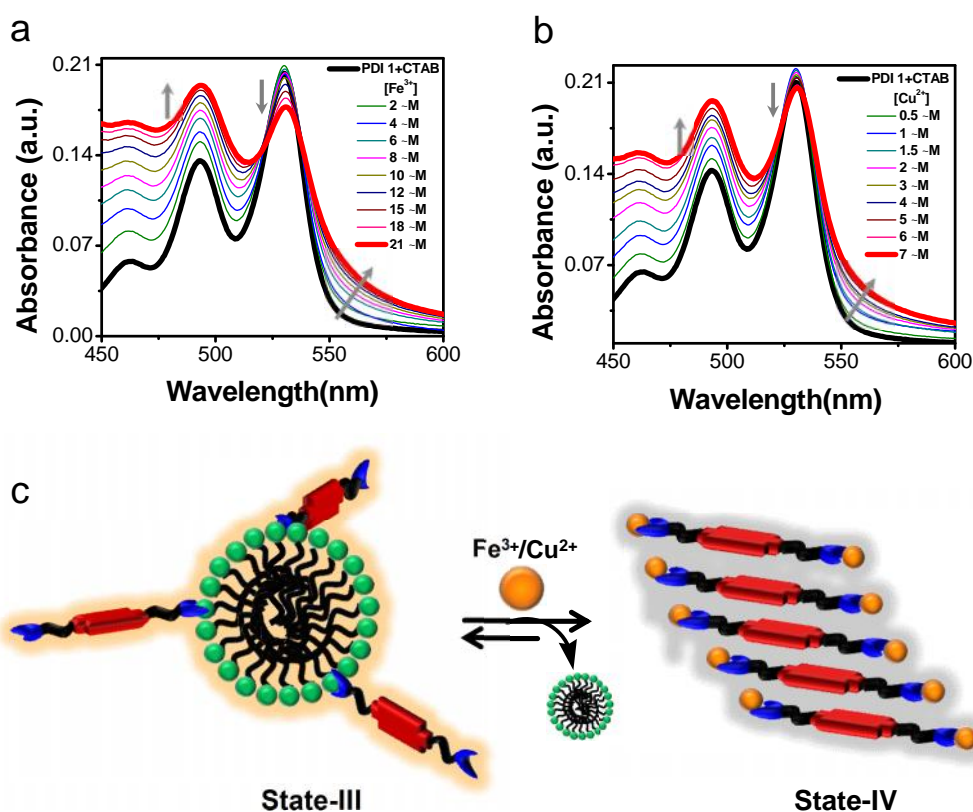 a
0.21
0.14
0.07
0.00
Absorbance (a.u.)
PDI 1+CTAB
[Fe³⁺]
2 ~M
4 ~M
6 ~M
8 ~M
10 ~M
12 ~M
15 ~M
18 ~M
21 ~M
450 500 550 600
Wavelength(nm)
b
0.21
0.14
0.07
Absorbance (a.u.)
PDI 1+CTAB
[Cu²⁺]
0.5 ~M
1 ~M
1.5 ~M
2 ~M
3 ~M
4 ~M
5 ~M
6 ~M
7 ~M
450 500 550 600
Wavelength(nm)
c
Fe³⁺/Cu²⁺
State-III
State-IV